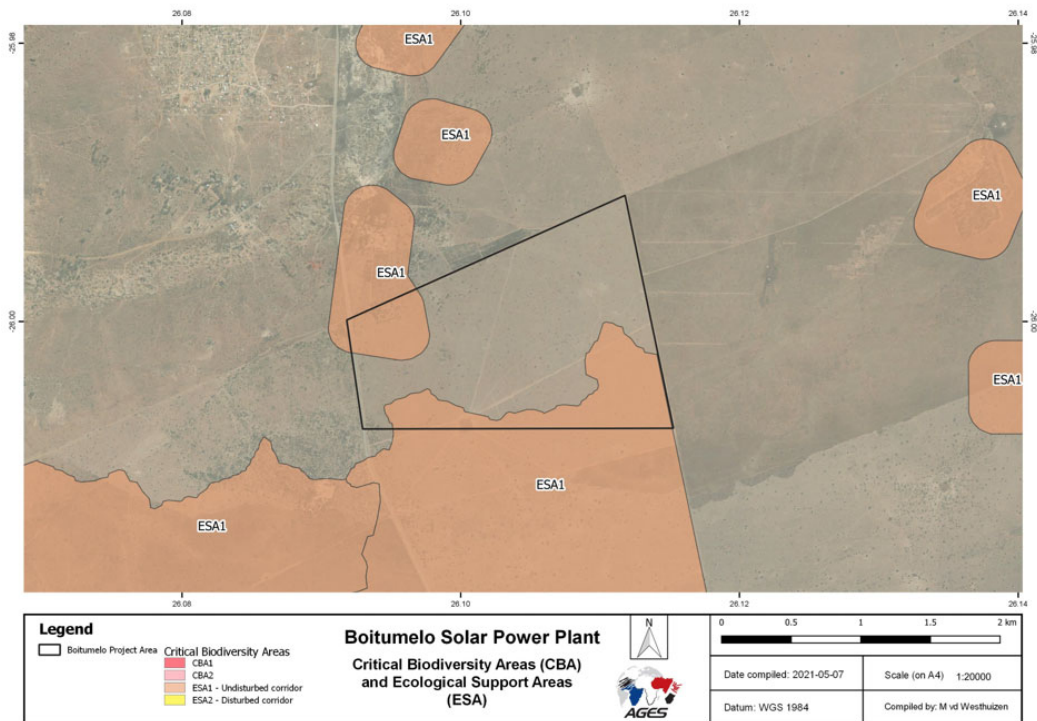 26.08 26.10 26.12 26.14
-25.98 -25.98
ESA1
ESA1
ESA1
ESA1
-26.00 -26.00
ESA1
ESA1
ESA1
26.08 26.10 26.12 26.14
Legend
Boitumelo Project Area
Critical Biodiversity Areas
CBA1
CBA2
ESA1 - Undisturbed corridor
ESA2 - Disturbed corridor
Boitumelo Solar Power Plant
Critical Biodiversity Areas (CBA)
and Ecological Support Areas
(ESA)
N
AGES
0 0.5 1 1.5 2 km
Date compiled: 2021-05-07
Scale (on A4) 1:20000
Datum: WGS 1984
Compiled by: M vd Westhuizen